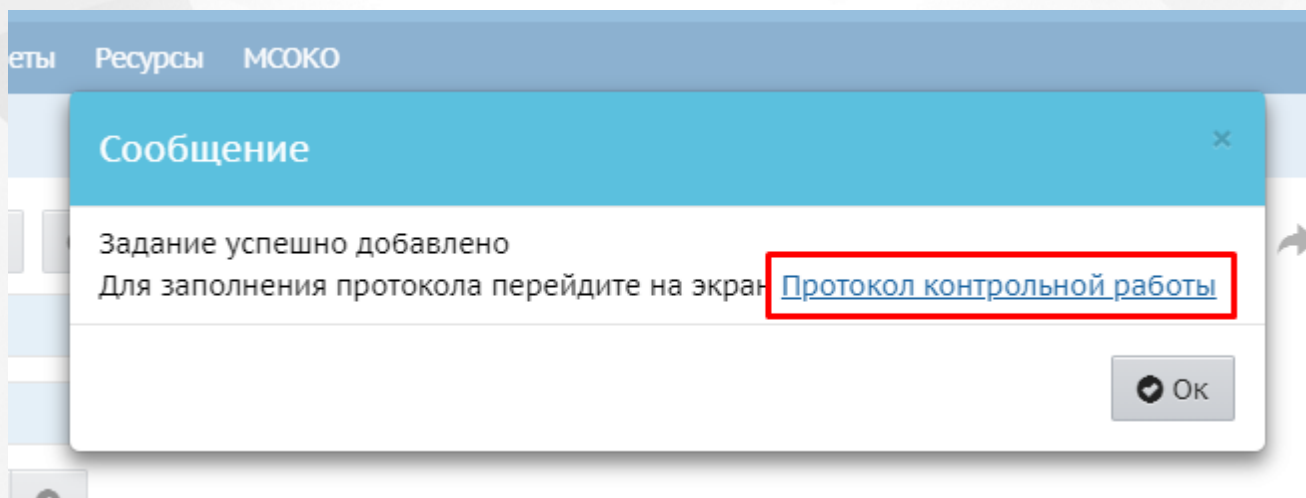 еты Ресурсы МСОКО
Сообщение ×
Задание успешно добавлено
Для заполнения протокола перейдите на экран Протокол контрольной работы
Ок